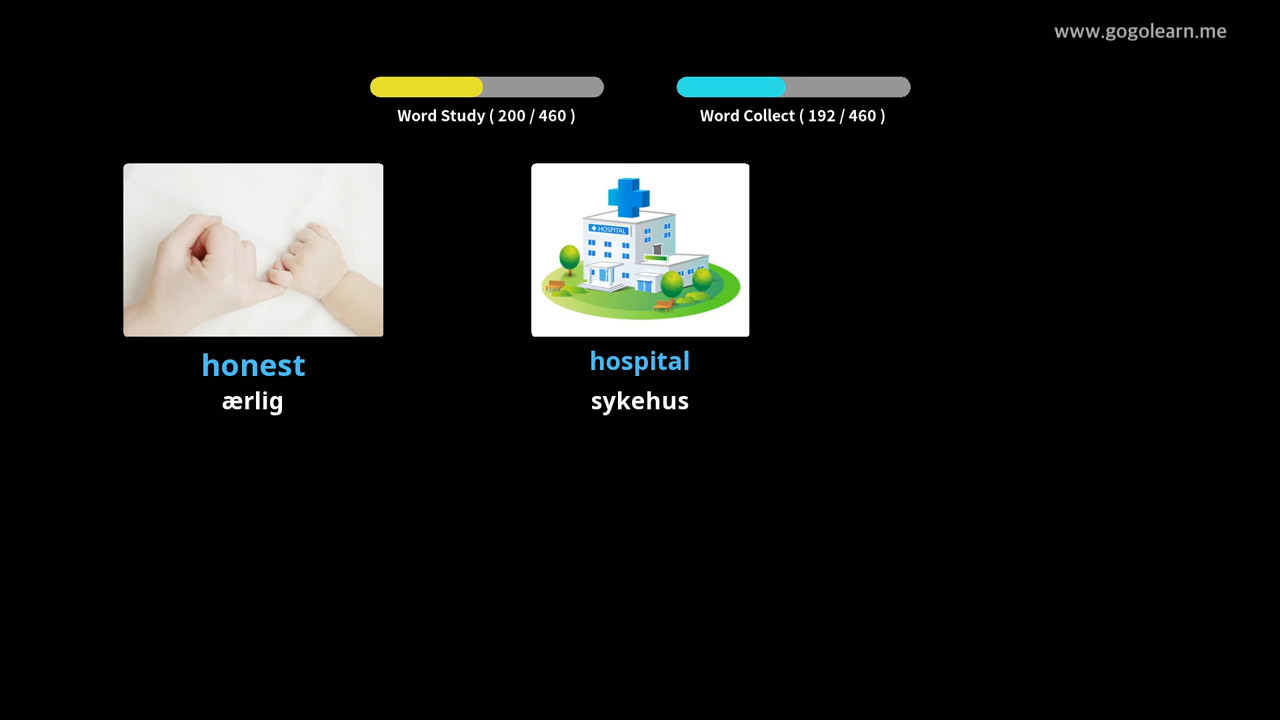 www.gogolearn.me
Word Study ( 200 / 460 )
Word Collect ( 192 / 460 )
HOSPITAL
honest
ærlig
hospital
sykehus